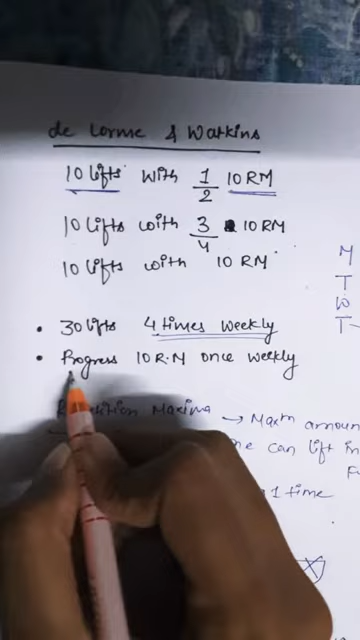 de Lorme & Watkins
10 lifts with 1/2 10 RM
10 lifts with 3/4 10 RM
10 lifts with 10 RM
• 30 lifts 4 times weekly
• Progress 10 R.M once weekly
M
T
W
T
Maxima → Maxm amoun
can lift in
1 time